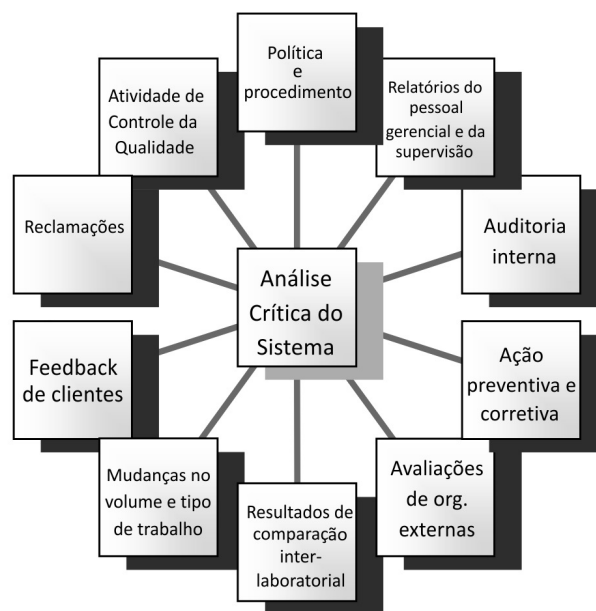 Política
e
procedimento
Relatórios do
pessoal
gerencial e da
supervisão
Auditoria
interna
Ação
preventiva e
corretiva
Avaliações
de org.
externas
Resultados de
comparação
inter-
laboratorial
Mudanças no
volume e tipo
de trabalho
Feedback
de clientes
Reclamações
Atividade de
Controle da
Qualidade
Análise
Crítica do
Sistema